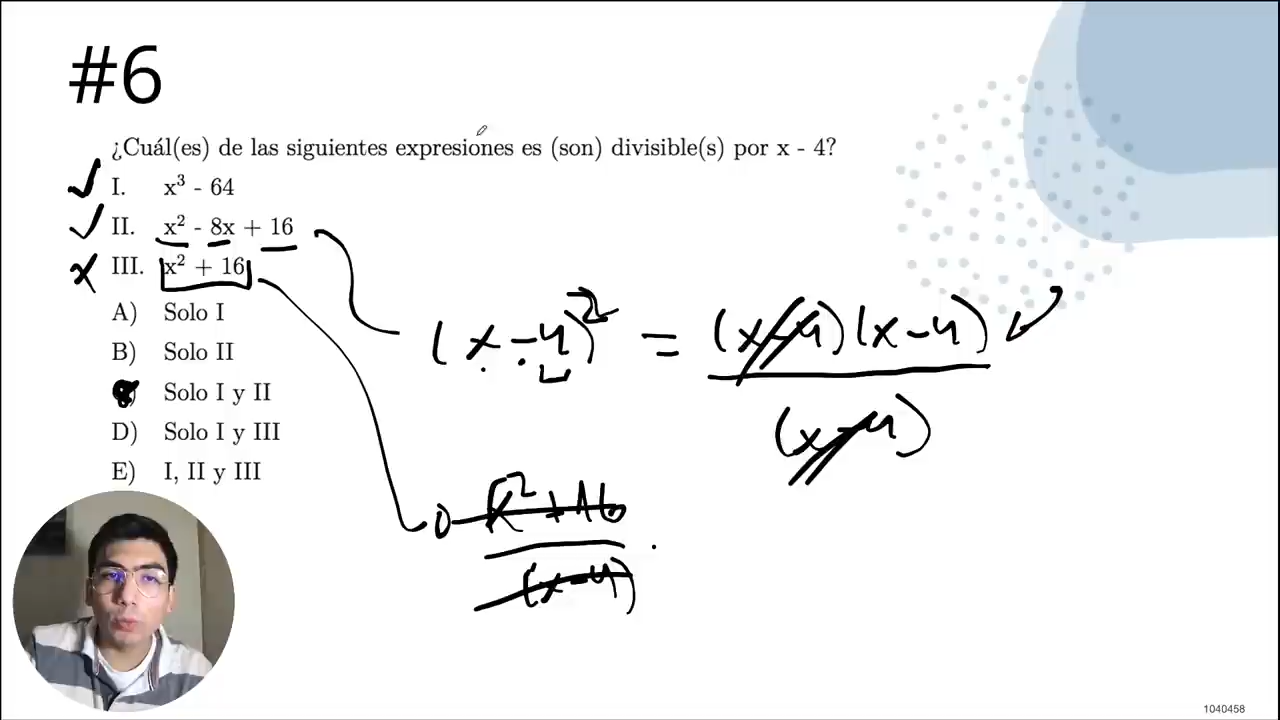 #6
¿Cuál(es) de las siguientes expresiones es (son) divisible(s) por x - 4?
I. x³ - 64
II. x² - 8x + 16
III. x² + 16
A) Solo I
B) Solo II
Solo I y II
D) Solo I y III
E) I, II y III
(x - 4)² = (x-4)(x-4)
(x-4)
x²+16
(x-4)
1040458